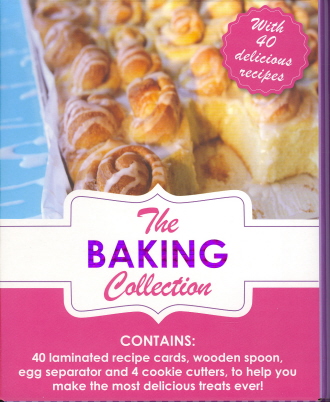 With
40
delicious
recipes
The
BAKING
Collection
CONTAINS:
40 laminated recipe cards, wooden spoon,
egg separator and 4 cookie cutters, to help you
make the most delicious treats ever!